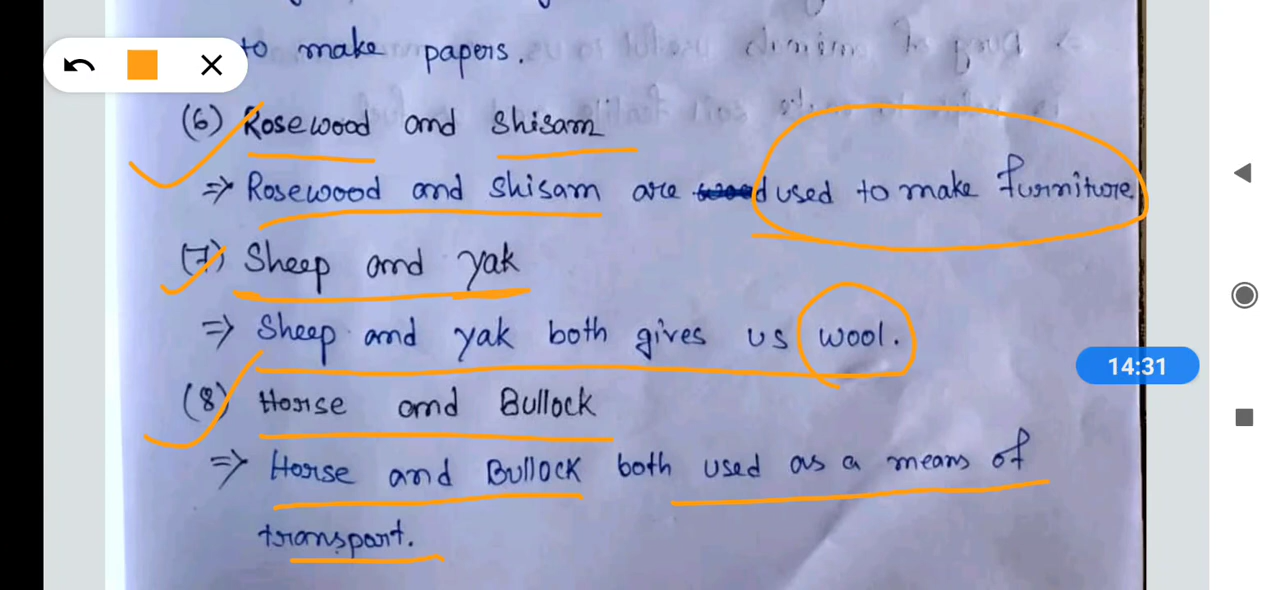 to make papers.
(6) Rosewood and Shisam
=> Rosewood and Shisam are used to make furniture
(7) Sheep and yak
=> Sheep and yak both gives us wool.
(8) Horse and Bullock
=> Horse and Bullock both used as a means of
transport.
14:31